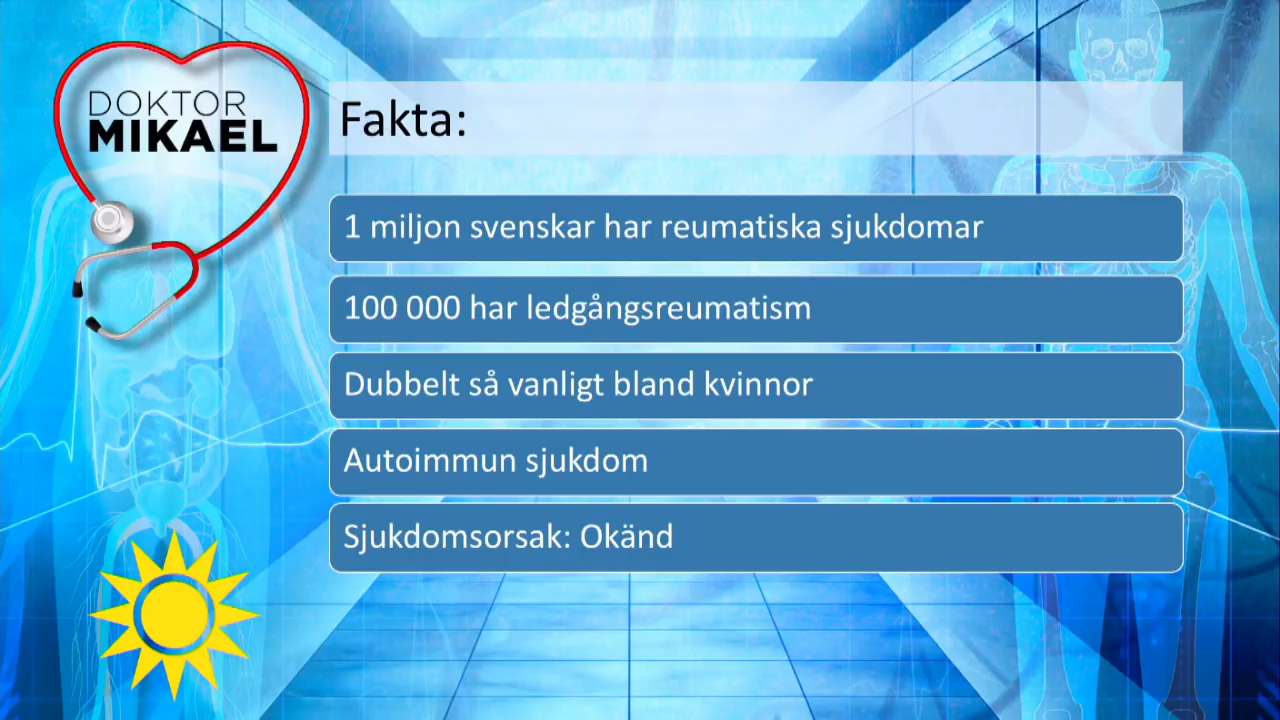 DOKTOR
MIKAEL
Fakta:
1 miljon svenskar har reumatiska sjukdomar
100 000 har ledgångsreumatism
Dubbelt så vanligt bland kvinnor
Autoimmun sjukdom
Sjukdomsorsak: Okänd